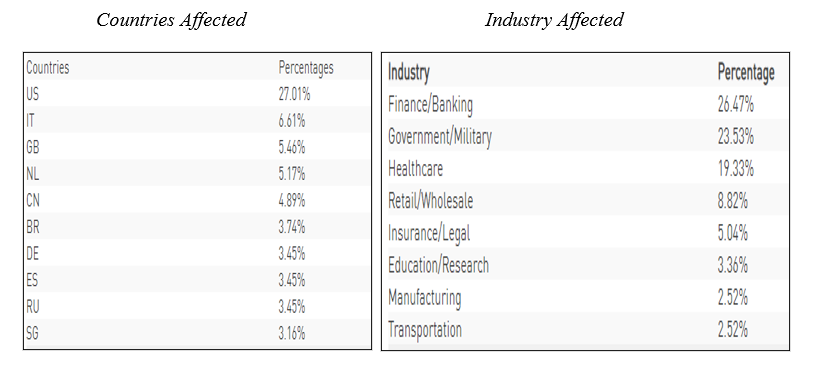 Countries Affected
Industry Affected
Countries Percentages
US 27.01%
IT 6.61%
GB 5.46%
NL 5.17%
CN 4.89%
BR 3.74%
DE 3.45%
ES 3.45%
RU 3.45%
SG 3.16%
Industry Percentage
Finance/Banking 26.47%
Government/Military 23.53%
Healthcare 19.33%
Retail/Wholesale 8.82%
Insurance/Legal 5.04%
Education/Research 3.36%
Manufacturing 2.52%
Transportation 2.52%